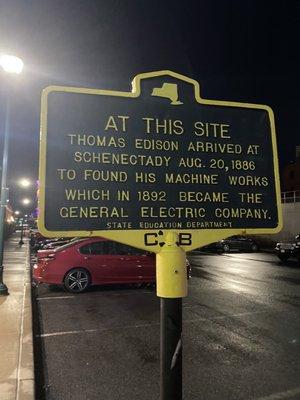 AT THIS SITE
THOMAS EDISON ARRIVED AT
SCHENECTADY AUG. 20, 1886
TO FOUND HIS MACHINE WORKS
WHICH IN 1892 BECAME THE
GENERAL ELECTRIC COMPANY.
STATE EDUCATION DEPARTMENT